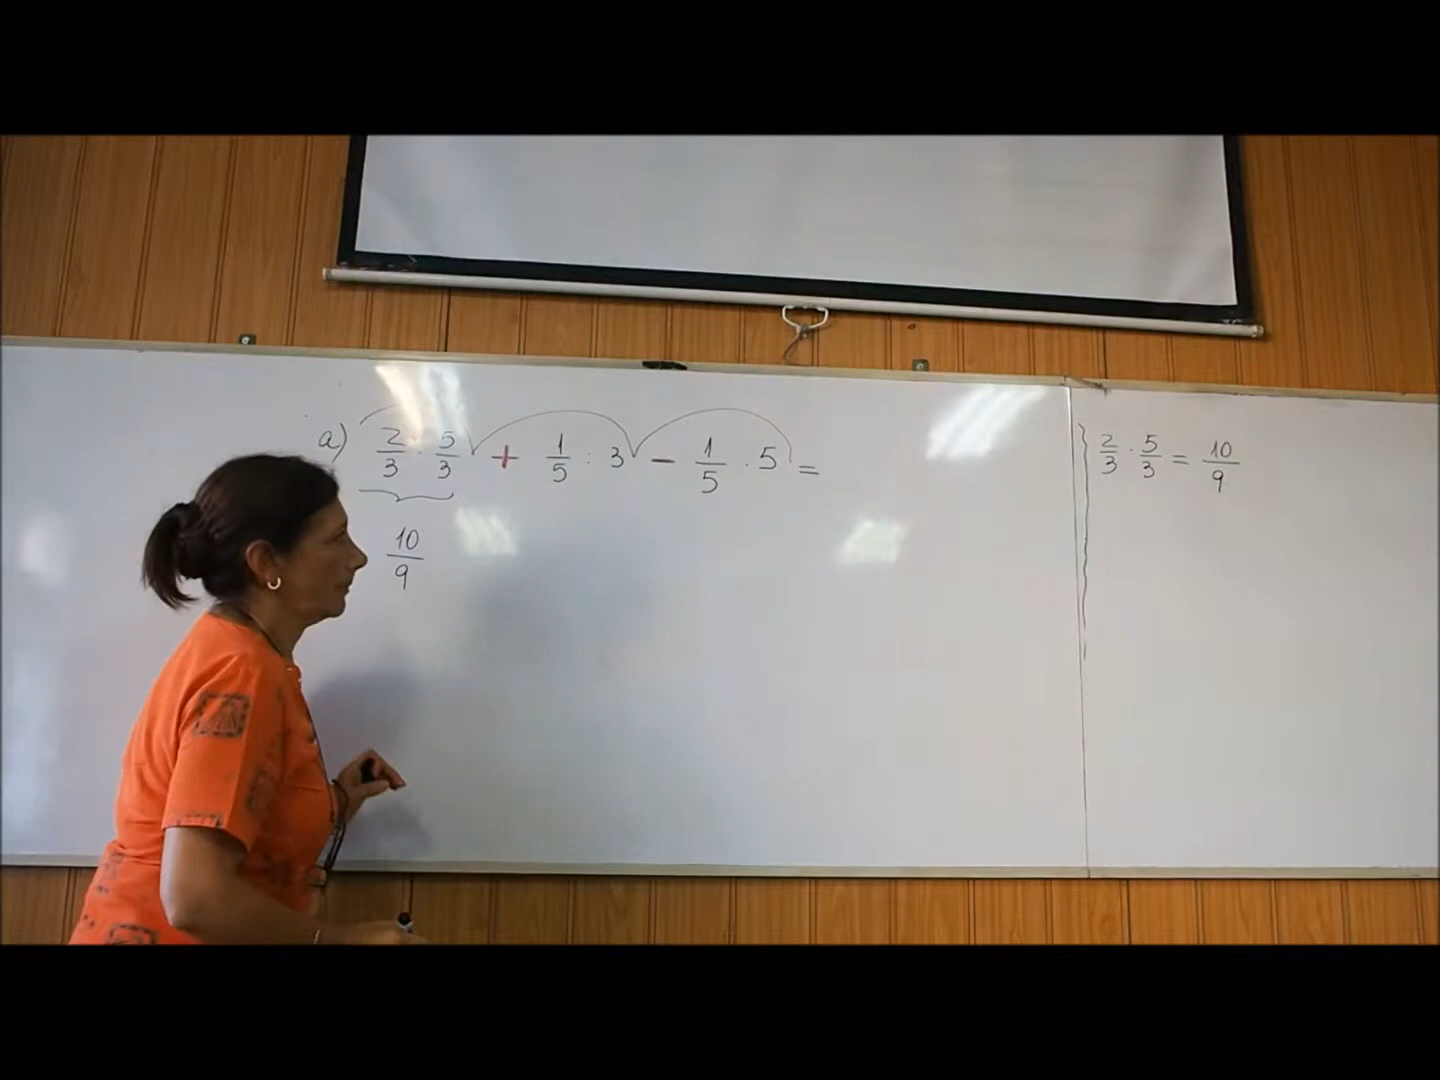 a) 2/3 · 5/3 + 1/5 : 3 − 1/5 · 5 =
10/9
2/3 · 5/3 = 10/9